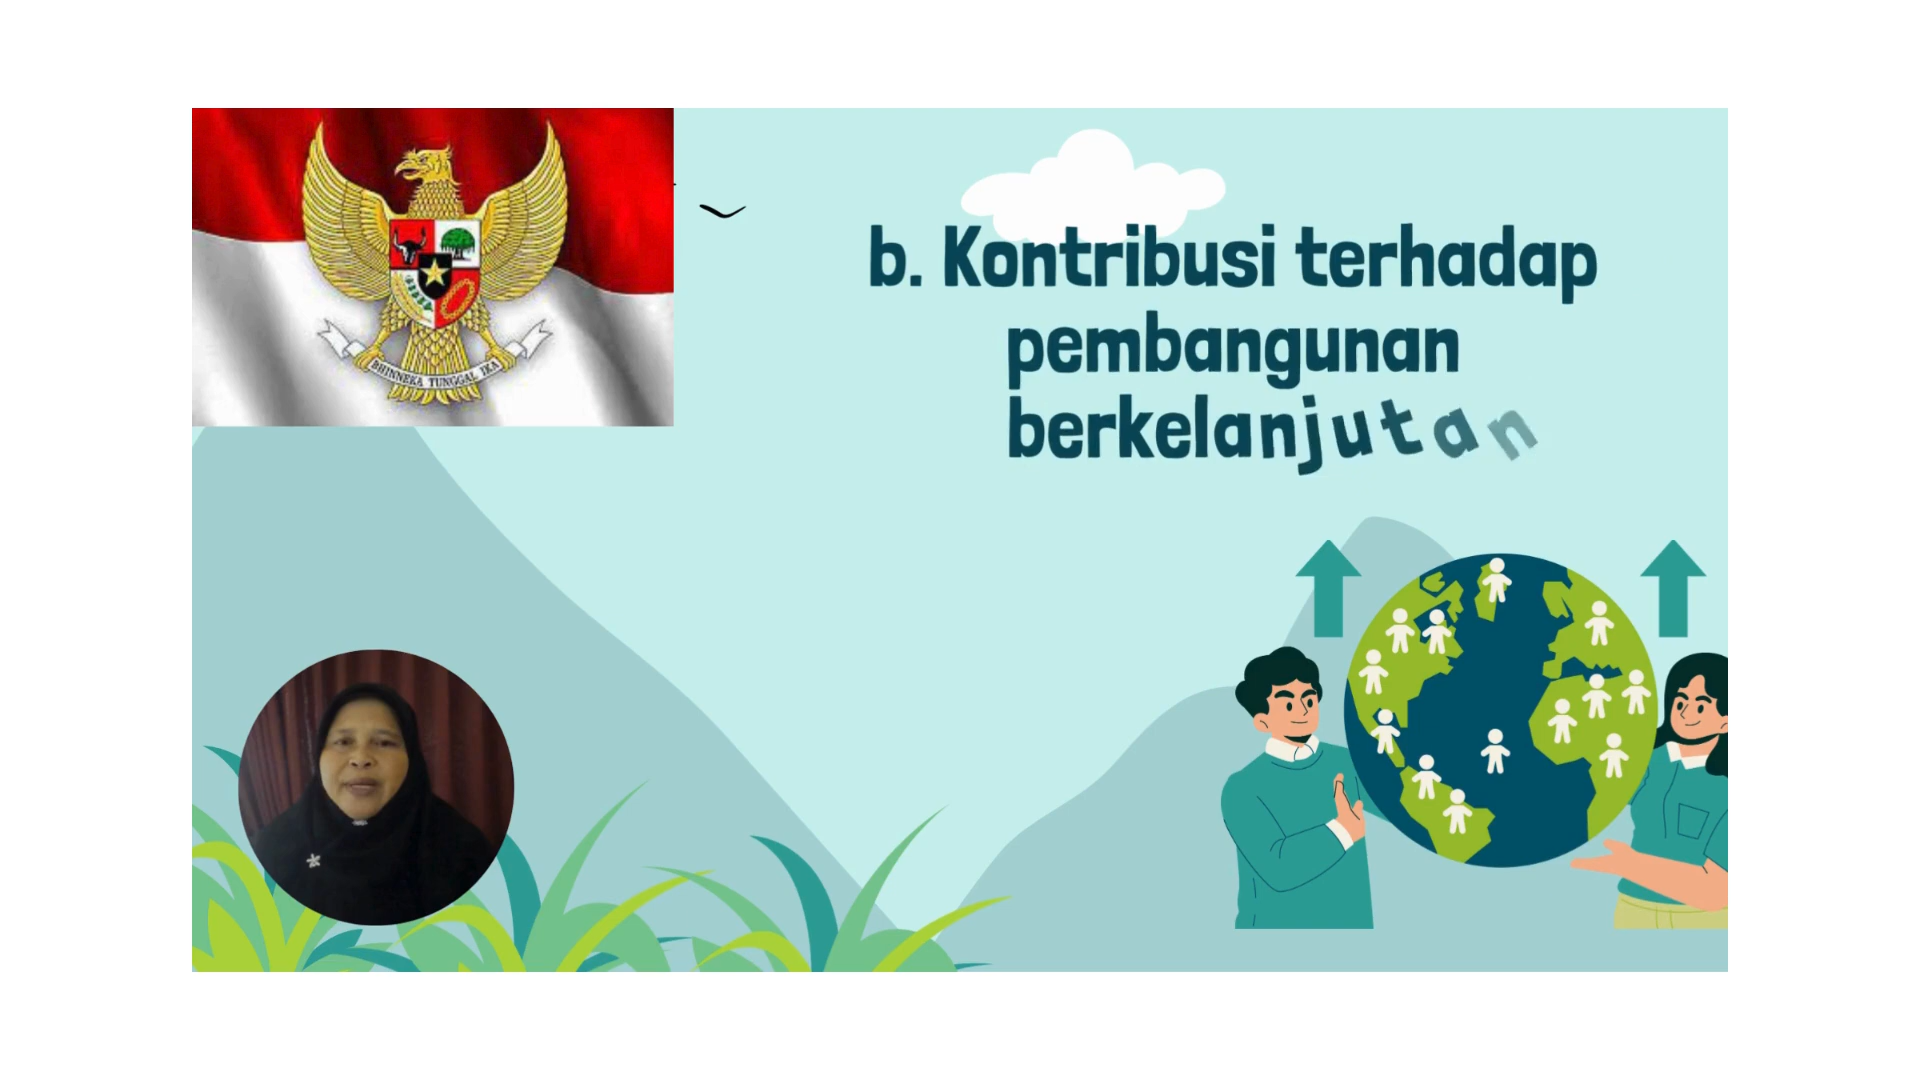 BHINNEKA TUNGGAL IKA
b. Kontribusi terhadap
pembangunan
berkelanjutan